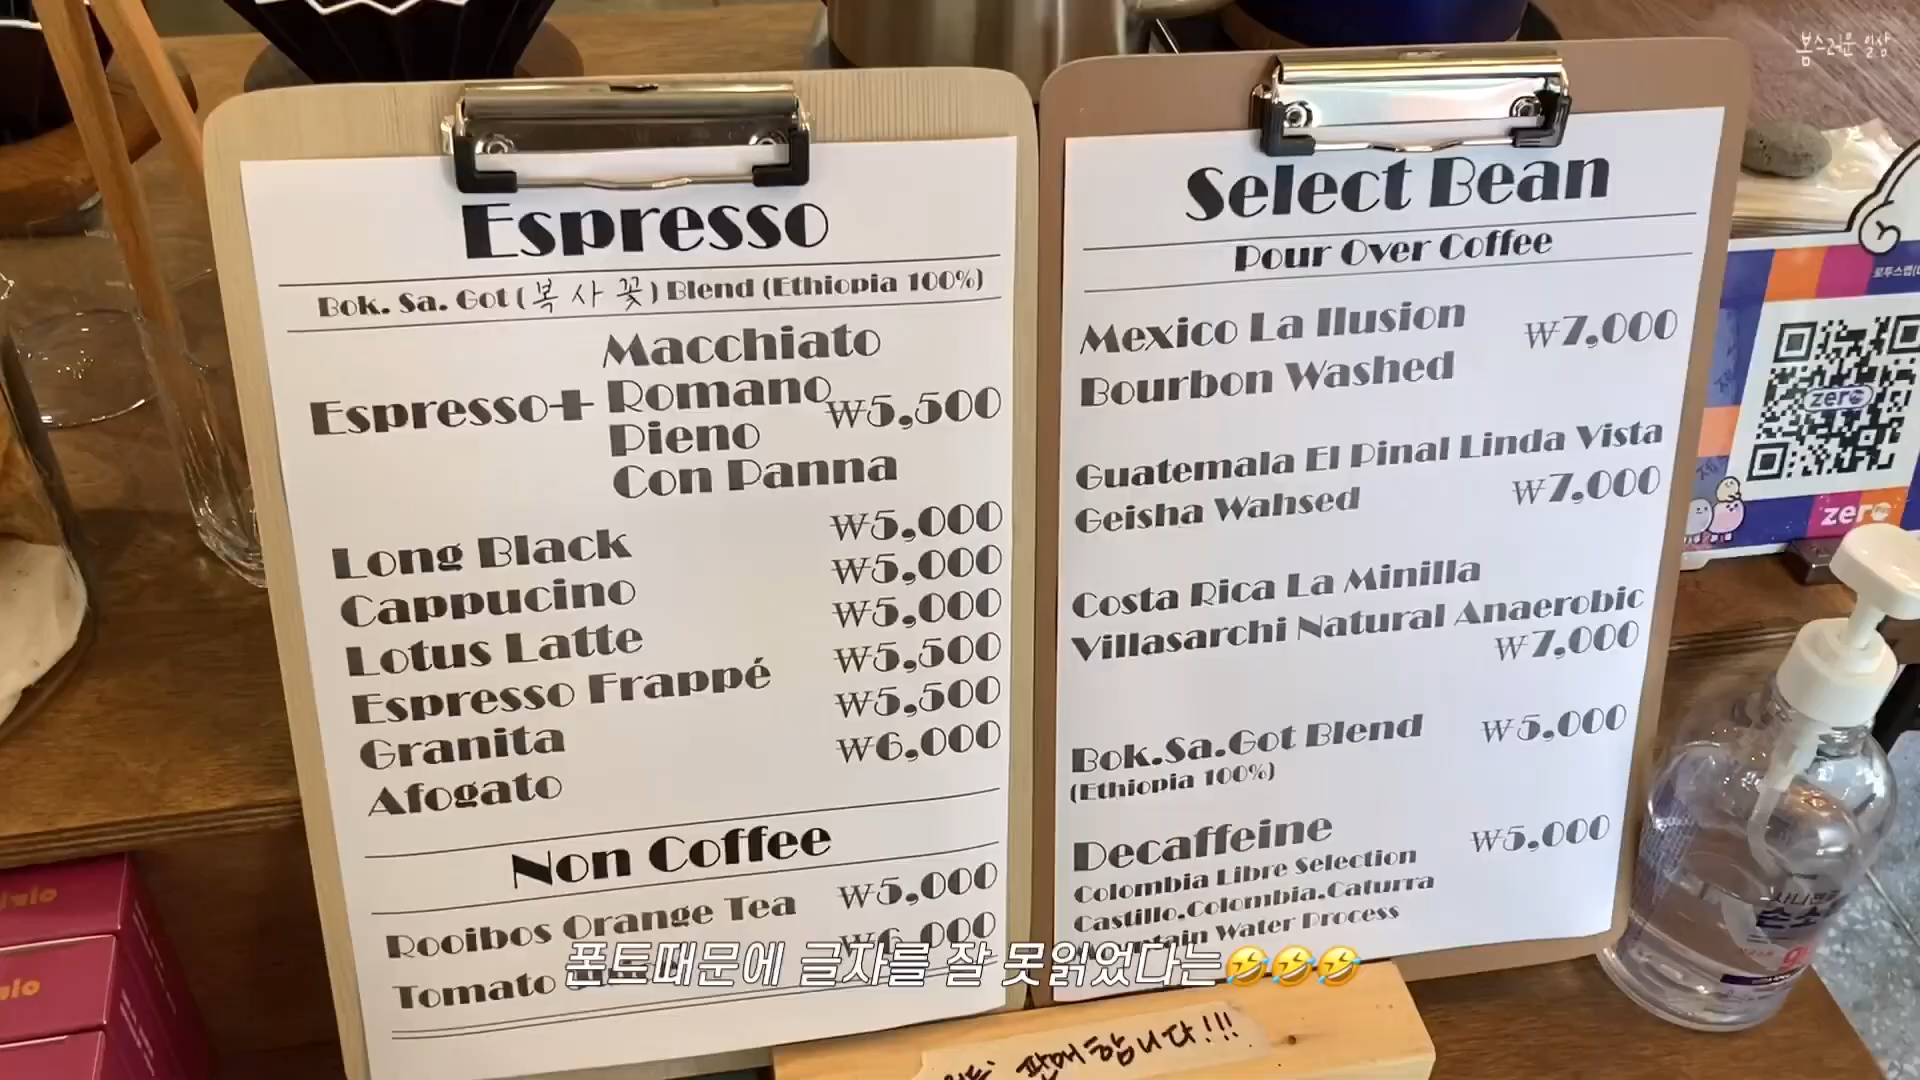 봄스러운 일상
Espresso
Bok. Sa. Got (복 사 꽃) Blend (Ethiopia 100%)
Macchiato
Espresso+ Romano ₩5,500
Pieno
Con Panna
Long Black ₩5,000
Cappucino ₩5,000
Lotus Latte ₩5,000
Espresso Frappé ₩5,500
Granita ₩5,500
Afogato ₩6,000
Non Coffee
Rooibos Orange Tea ₩5,000
Tomato ₩6,000
Select Bean
Pour Over Coffee
Mexico La Ilusion ₩7,000
Bourbon Washed
Guatemala El Pinal Linda Vista
Geisha Wahsed ₩7,000
Costa Rica La Minilla
Villasarchi Natural Anaerobic
₩7,000
Bok.Sa.Got Blend ₩5,000
(Ethiopia 100%)
Decaffeine ₩5,000
Colombia Libre Selection
Castillo.Colombia.Caturra
Water Process
zero
zero
폰트때문에 글자를 잘 못읽었다는🤣🤣🤣
판매합니다!!!